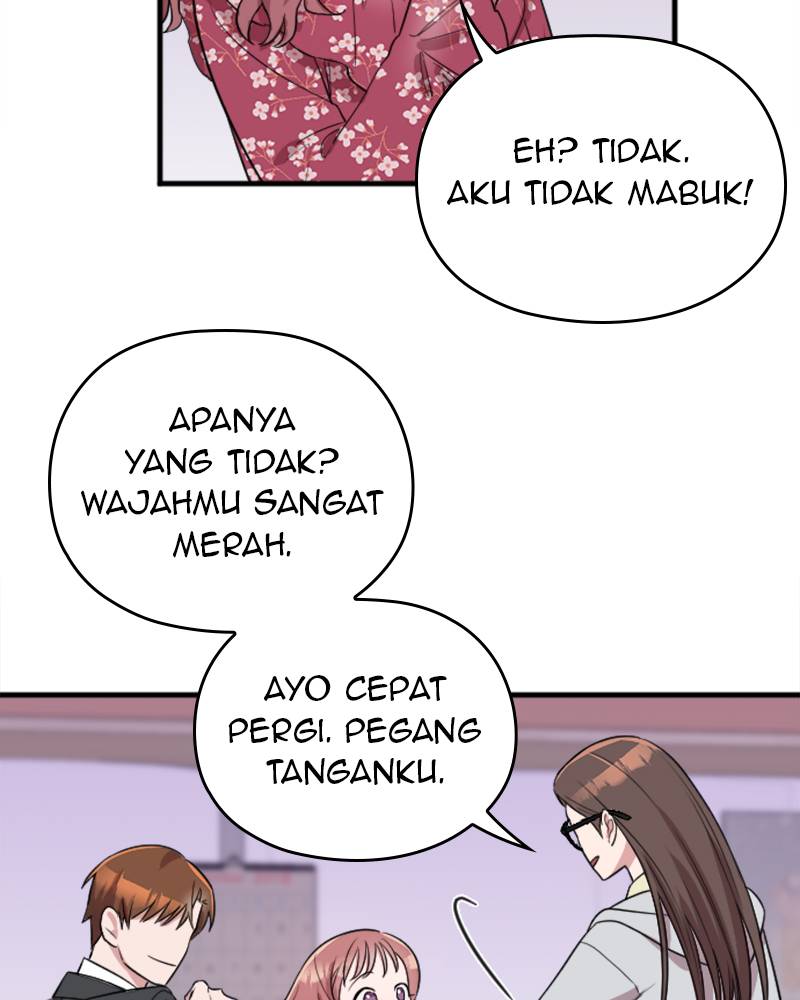 EH? TIDAK.
AKU TIDAK MABUK!
APANYA
YANG TIDAK?
WAJAHMU SANGAT
MERAH.
AYO CEPAT
PERGI. PEGANG
TANGANKU.